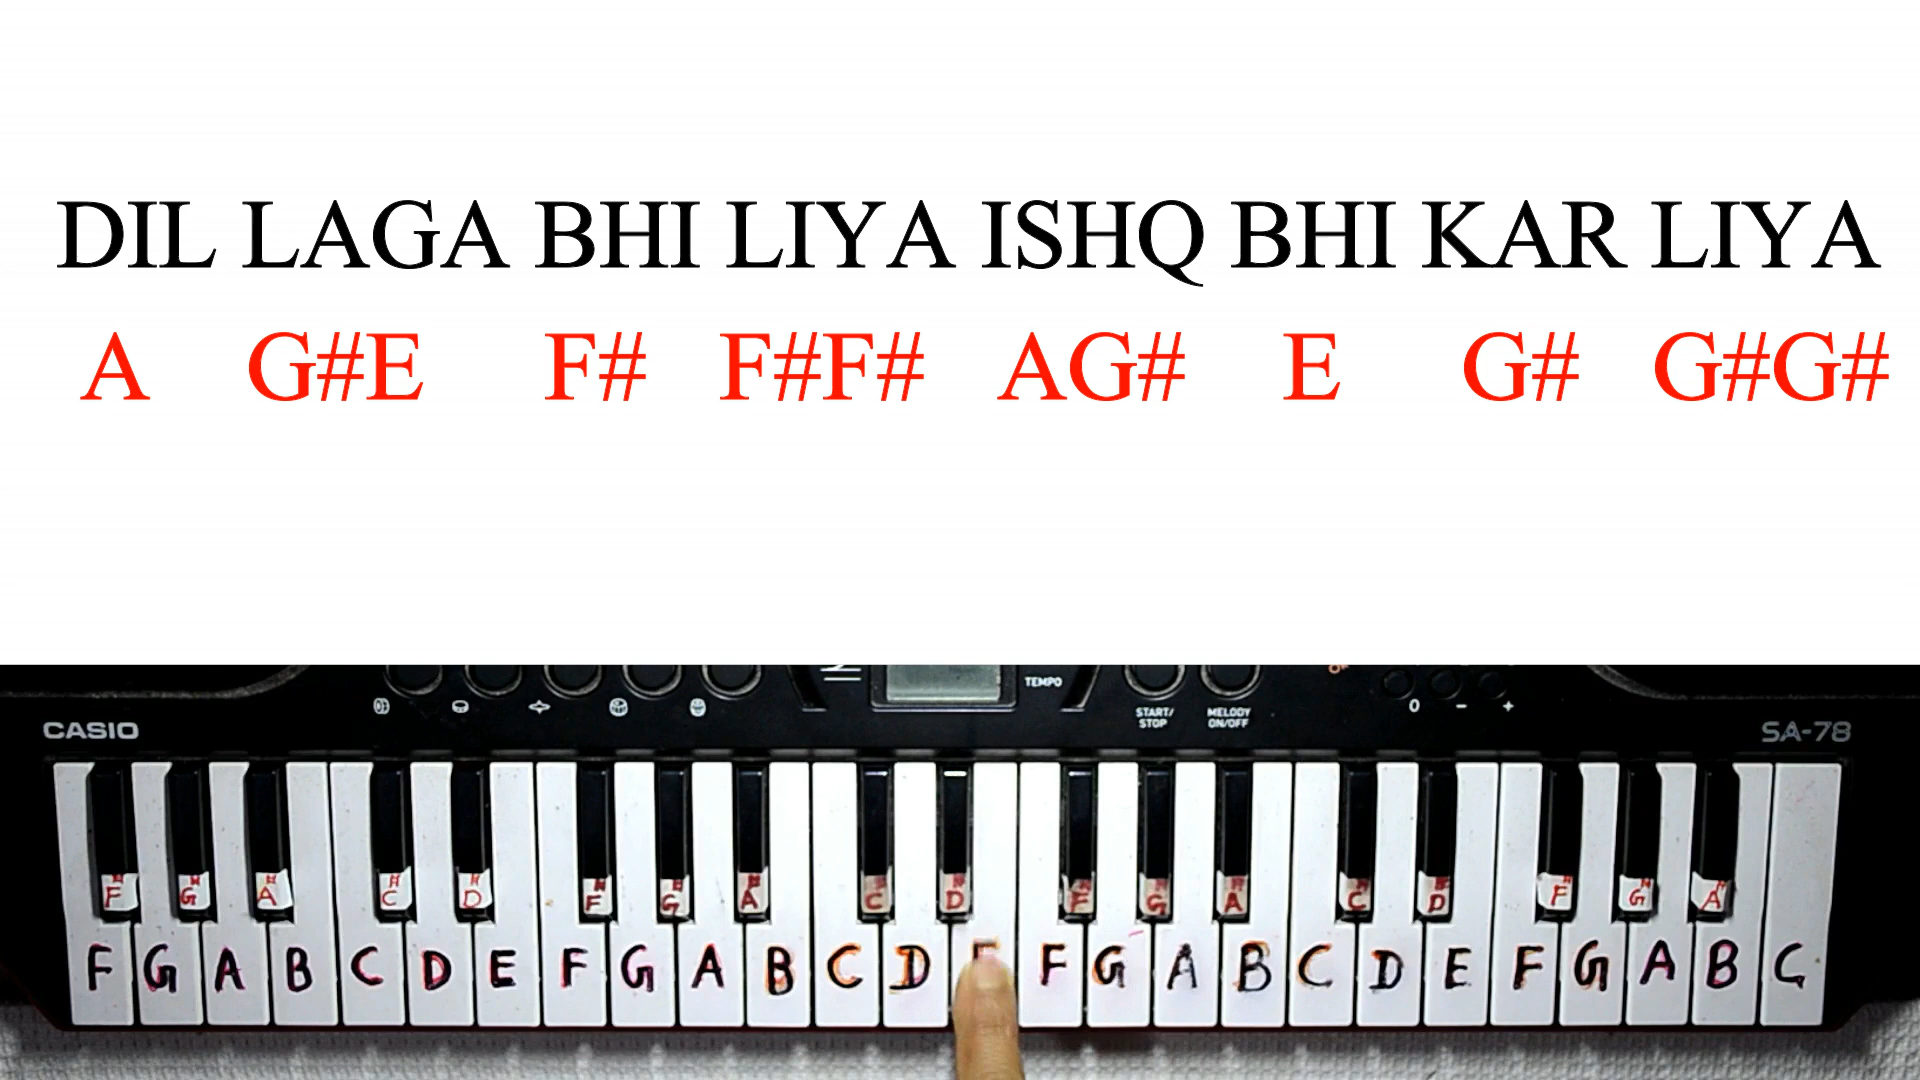 DIL LAGA BHI LIYA ISHQ BHI KAR LIYA
A G#E F# F#F# AG# E G# G#G#
TEMPO
START/ MELODY
STOP ON/OFF
0 - +
CASIO SA-78
F# G# A# C# D# F# G# A# C# D# F# G# A# C# D# F# G# A#
F G A B C D E F G A B C D E F G A B C D E F G A B C